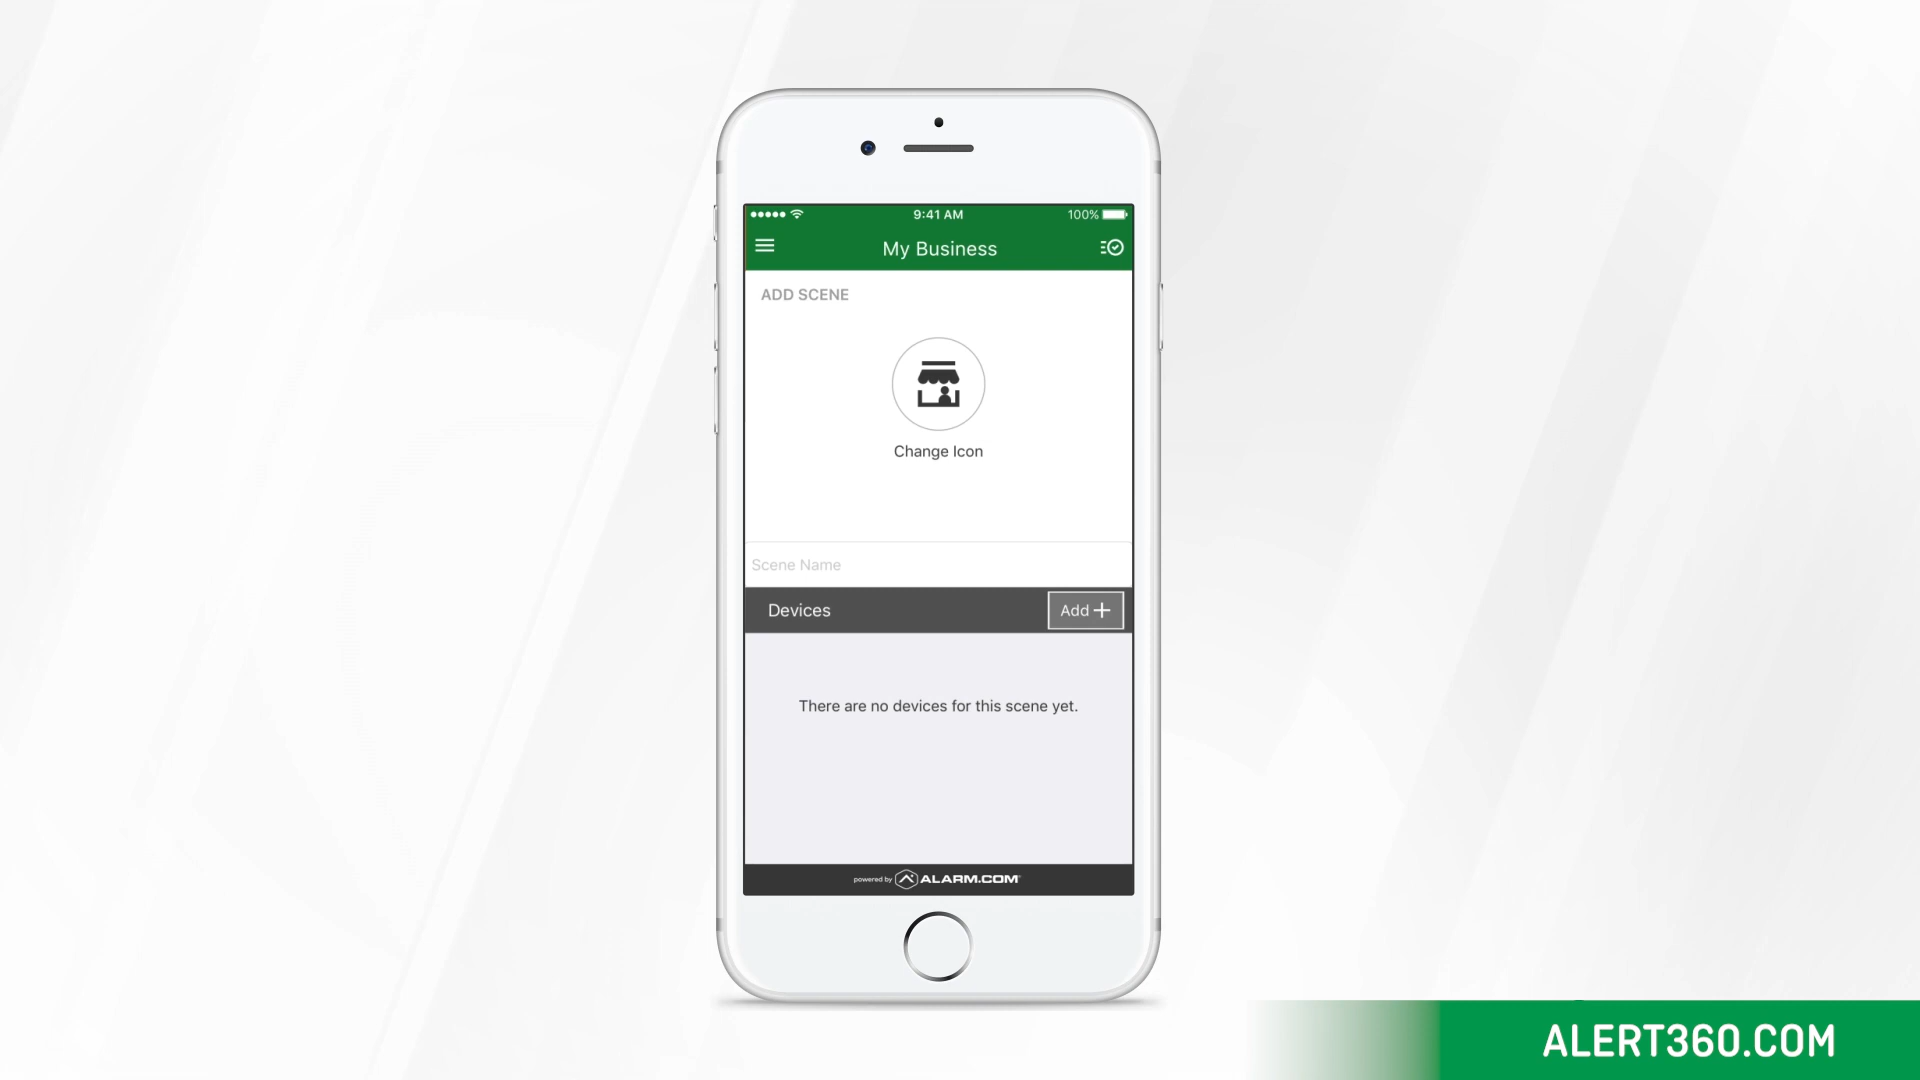 9:41 AM
100%
My Business
ADD SCENE
Change Icon
Scene Name
Devices
Add
There are no devices for this scene yet.
powered by ALARM.COM
ALERT360.COM